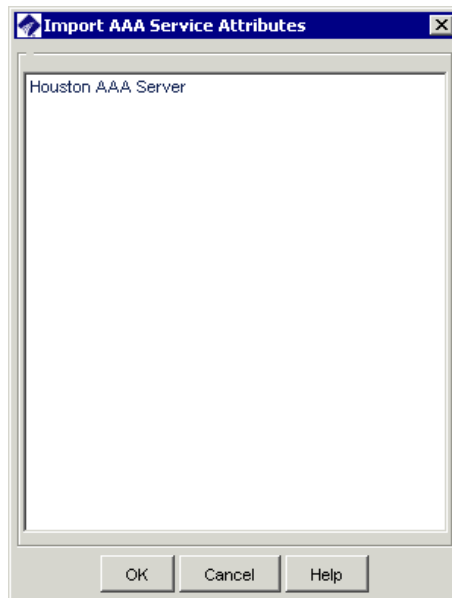 Import AAA Service Attributes
Houston AAA Server
OK Cancel Help